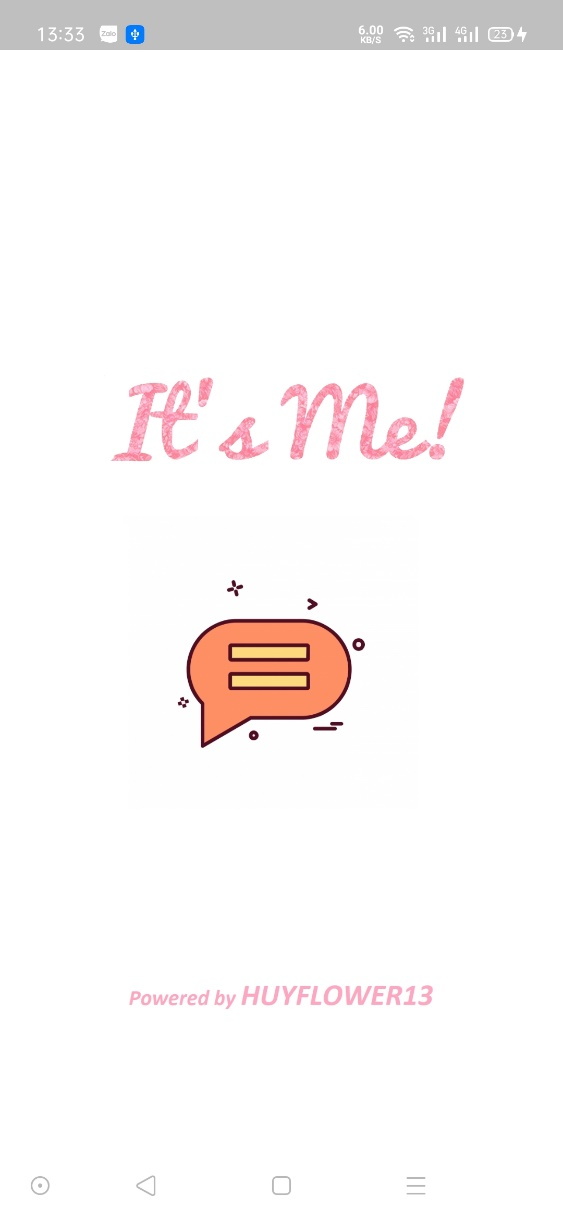 13:33 Zalo 6.00 KB/S 3G 4G 23
It's Me!
Powered by HUYFLOWER13